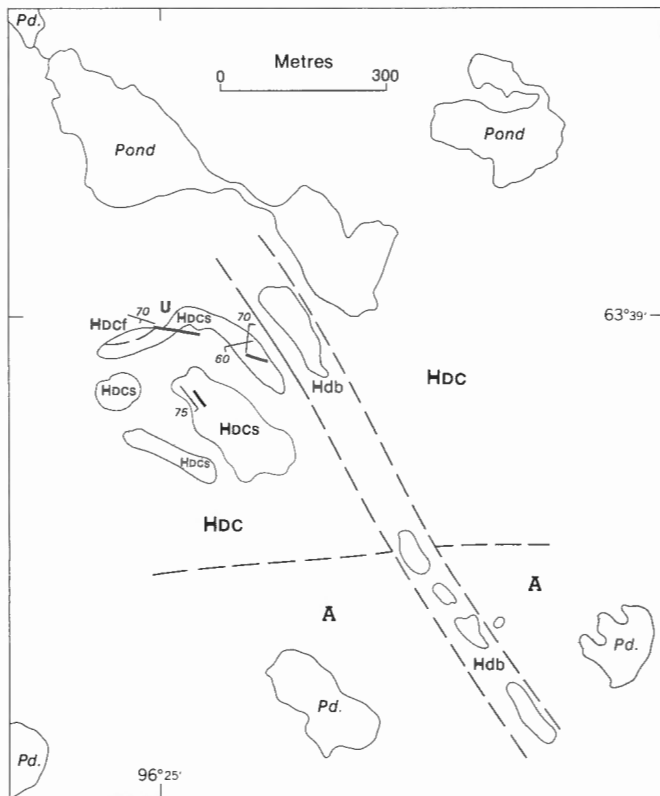 Pd.
Metres
0 300
Pond
Pond
70 U HDCs 70
HDCf
63°39'
60
Hdb
HDC
HDCs
75
HDCs
HDCs
HDC
A
A
Hdb
Pd.
Pd.
Pd.
96°25'